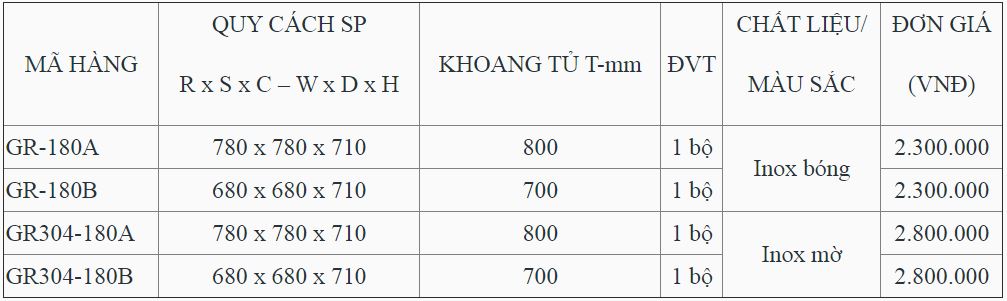 MÃ HÀNG
QUY CÁCH SP
R x S x C – W x D x H
KHOANG TỦ T-mm
ĐVT
CHẤT LIỆU/
MÀU SẮC
ĐƠN GIÁ
(VNĐ)
GR-180A 780 x 780 x 710 800 1 bộ 2.300.000
Inox bóng
GR-180B 680 x 680 x 710 700 1 bộ 2.300.000
GR304-180A 780 x 780 x 710 800 1 bộ 2.800.000
Inox mờ
GR304-180B 680 x 680 x 710 700 1 bộ 2.800.000